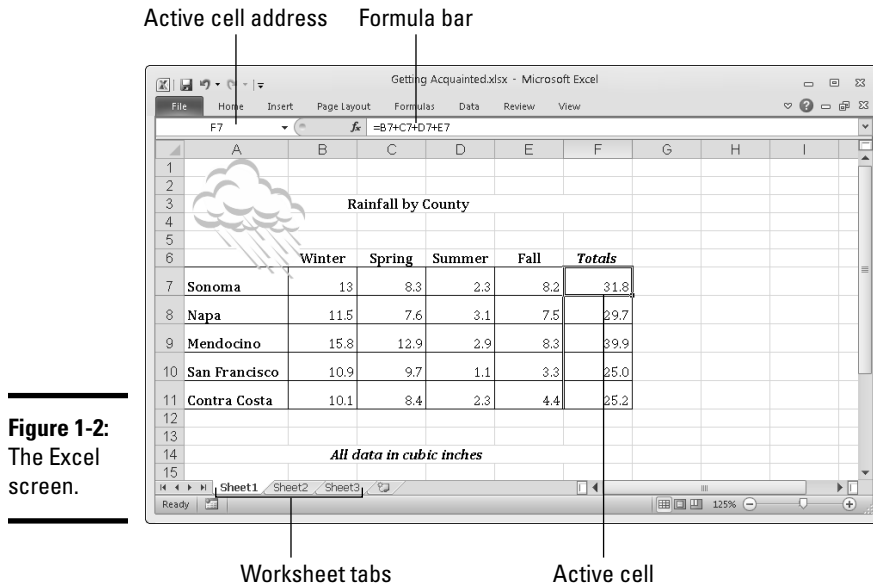 Active cell address Formula bar
Getting Acquainted.xlsx - Microsoft Excel
File Home Insert Page Layout Formulas Data Review View
F7 fx =B7+C7+D7+E7
A B C D E F G H I
1
2
3 Rainfall by County
4
5
6 Winter Spring Summer Fall Totals
7 Sonoma 13 8.3 2.3 8.2 31.8
8 Napa 11.5 7.6 3.1 7.5 29.7
9 Mendocino 15.8 12.9 2.9 8.3 39.9
10 San Francisco 10.9 9.7 1.1 3.3 25.0
11 Contra Costa 10.1 8.4 2.3 4.4 25.2
12
13
14 All data in cubic inches
15
Sheet1 Sheet2 Sheet3
Ready 125%
Figure 1-2:
The Excel
screen.
Worksheet tabs Active cell